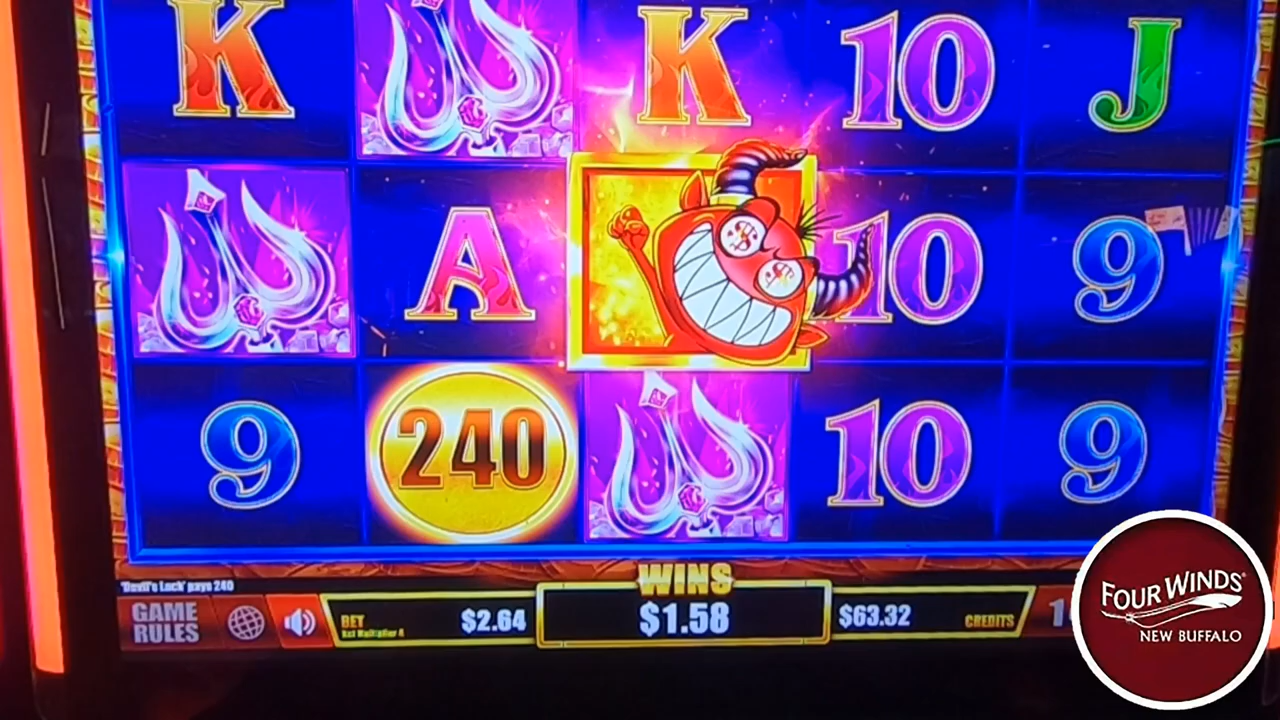 K K 10 J
A 10 9
9 240 10 9
'Devil's Luck' pays 240
WINS
GAME
RULES
BET
$2.64
$1.58
$63.32
CREDITS
FOUR WINDS®
NEW BUFFALO